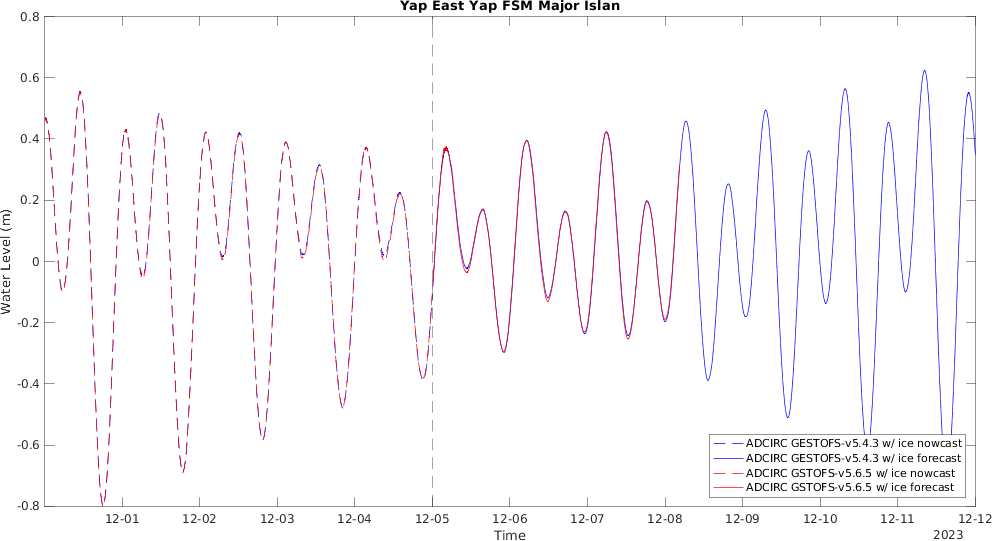 Yap East Yap FSM Major Islan
0.8
0.6
0.4
0.2
0
-0.2
-0.4
-0.6
-0.8
Water Level (m)
ADCIRC GESTOFS-v5.4.3 w/ ice nowcast
ADCIRC GESTOFS-v5.4.3 w/ ice forecast
ADCIRC GSTOFS-v5.6.5 w/ ice nowcast
ADCIRC GSTOFS-v5.6.5 w/ ice forecast
12-01 12-02 12-03 12-04 12-05 12-06 12-07 12-08 12-09 12-10 12-11 12-12
Time
2023